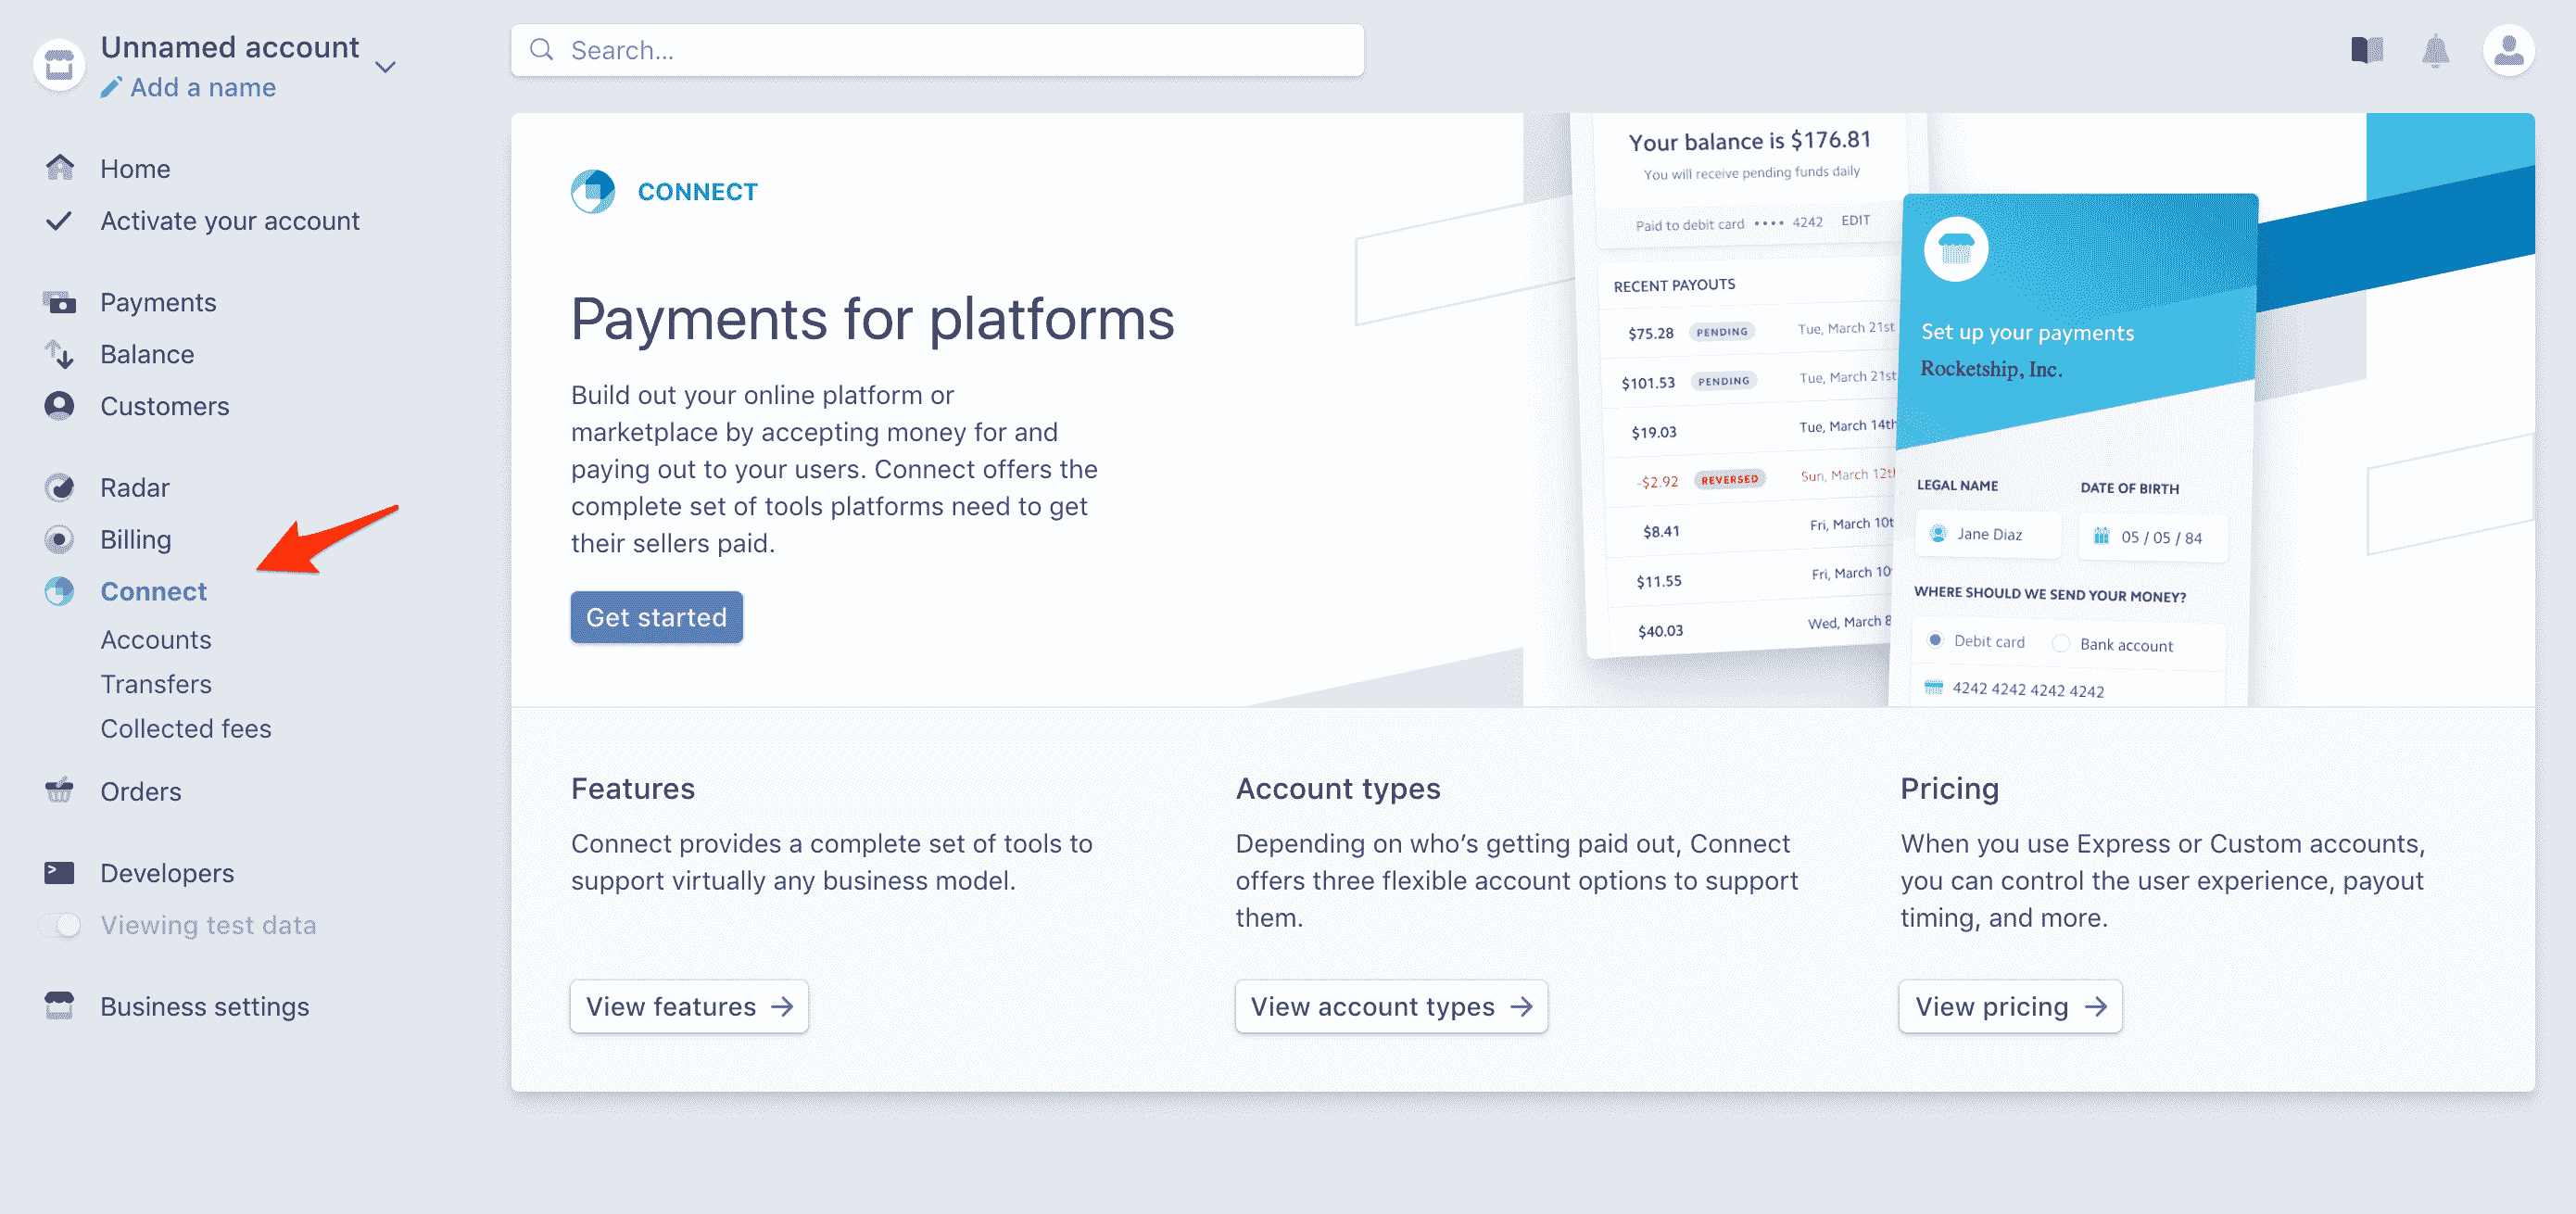 Unnamed account
Add a name
Search...
Home
Activate your account
Payments
Balance
Customers
Radar
Billing
Connect
Accounts
Transfers
Collected fees
Orders
Developers
Viewing test data
Business settings
CONNECT
Payments for platforms
Build out your online platform or
marketplace by accepting money for and
paying out to your users. Connect offers the
complete set of tools platforms need to get
their sellers paid.
Get started
Your balance is $176.81
You will receive pending funds daily
Paid to debit card •••• 4242 EDIT
RECENT PAYOUTS
$75.28 PENDING Tue, March 21st
$101.53 PENDING Tue, March 21st
$19.03 Tue, March 14th
-$2.92 REVERSED Sun, March 12th
$8.41 Fri, March 10th
$11.55 Fri, March 10
$40.03 Wed, March 8
Set up your payments
Rocketship, Inc.
LEGAL NAME DATE OF BIRTH
Jane Diaz 05 / 05 / 84
WHERE SHOULD WE SEND YOUR MONEY?
Debit card Bank account
4242 4242 4242 4242
Features
Connect provides a complete set of tools to
support virtually any business model.
View features →
Account types
Depending on who’s getting paid out, Connect
offers three flexible account options to support
them.
View account types →
Pricing
When you use Express or Custom accounts,
you can control the user experience, payout
timing, and more.
View pricing →